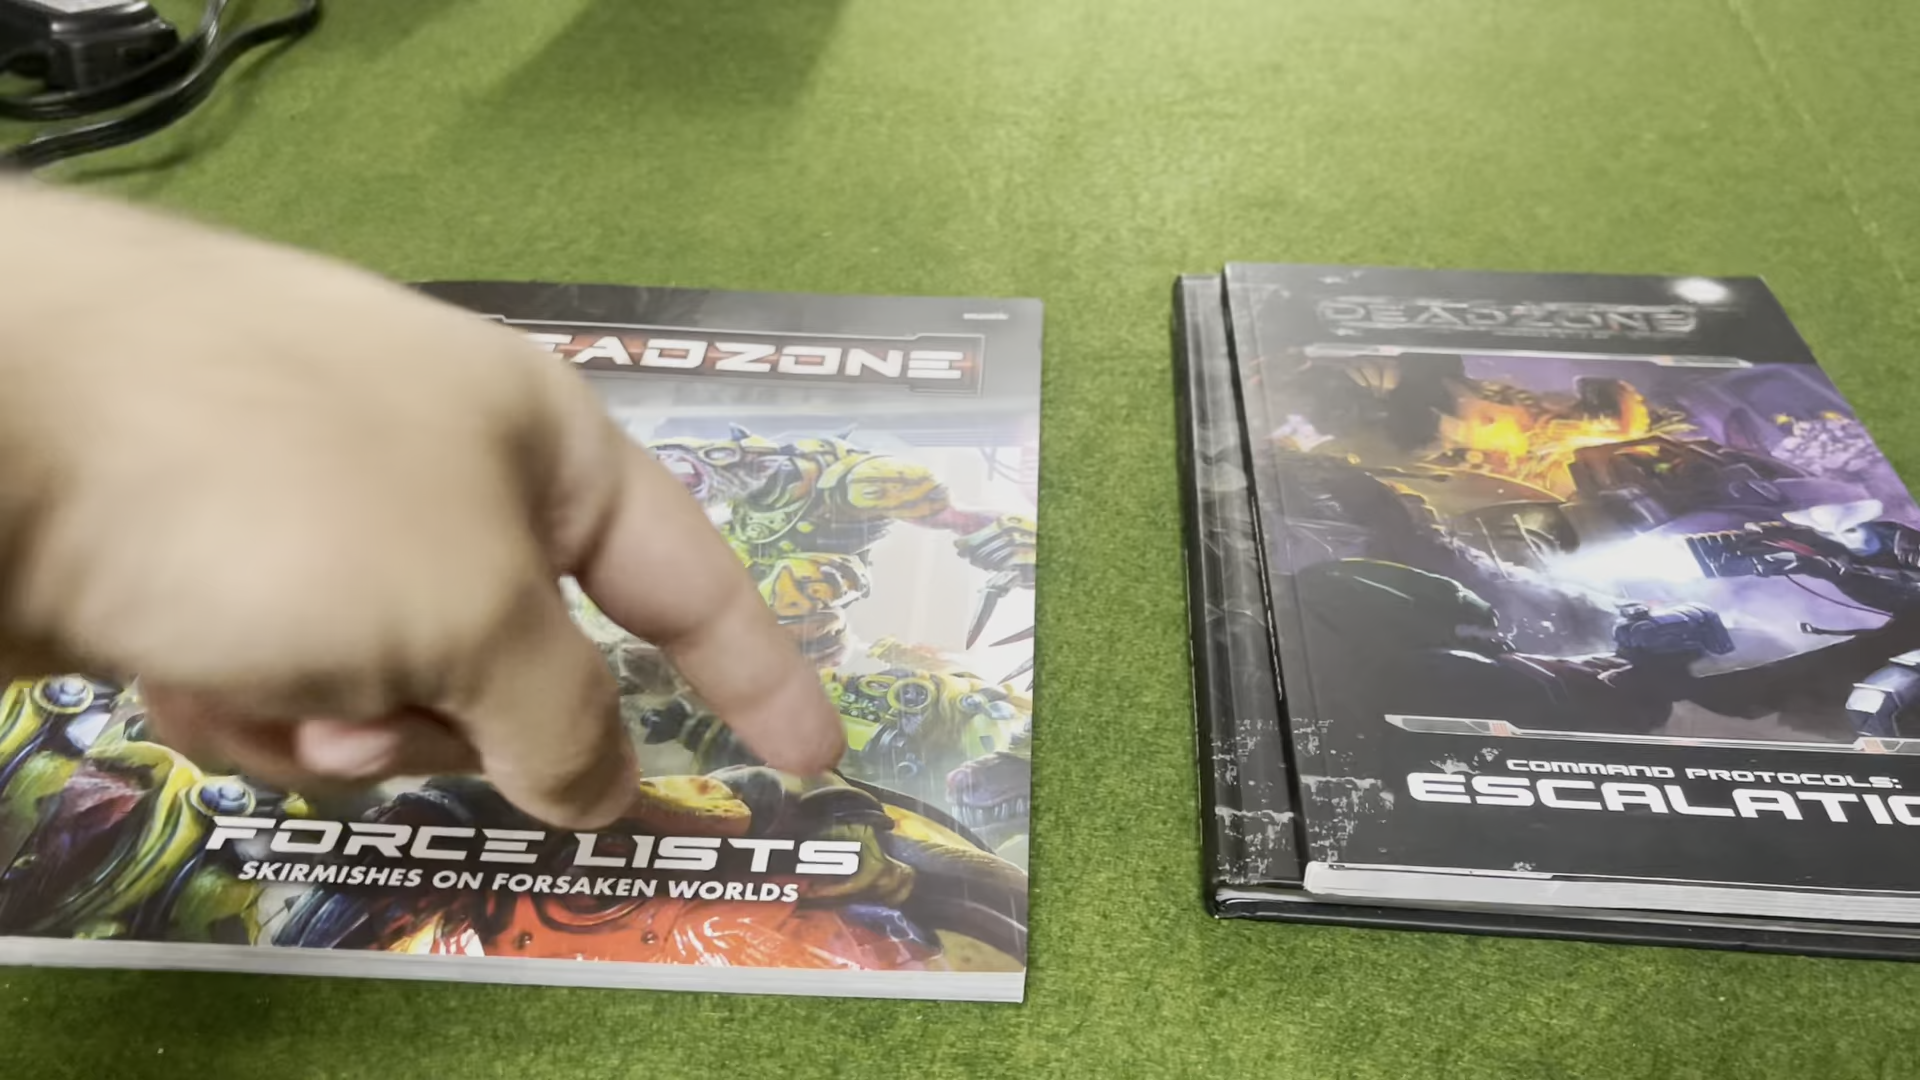 EADZONE
FORCE LISTS
SKIRMISHES ON FORSAKEN WORLDS
DEADZONE
COMMAND PROTOCOLS:
ESCALATIO